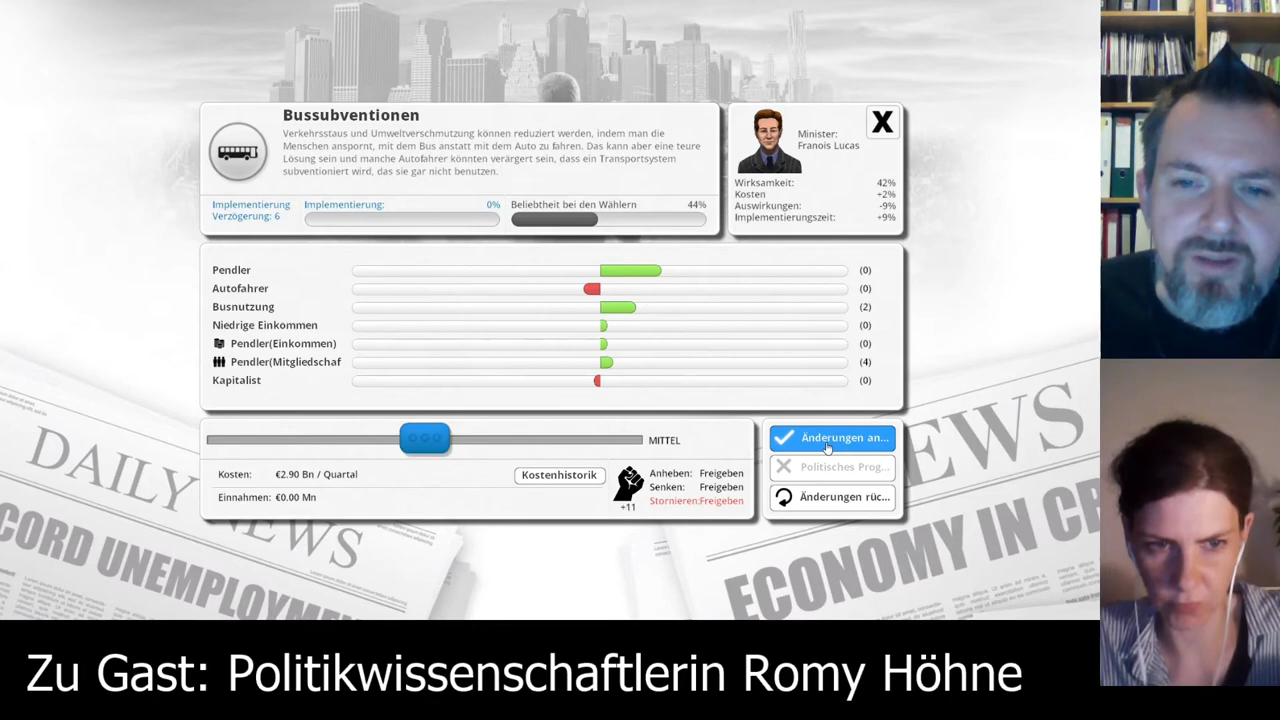 Bussubventionen
Verkehrsstaus und Umweltverschmutzung können reduziert werden, indem man die
Menschen anspornt, mit dem Bus anstatt mit dem Auto zu fahren. Das kann aber eine teure
Lösung sein und manche Autofahrer könnten verärgert sein, dass ein Transportsystem
subventioniert wird, das sie gar nicht benutzen.
Implementierung
Verzögerung: 6
Implementierung: 0%
Beliebtheit bei den Wählern 44%
X
Minister:
Franois Lucas
Wirksamkeit: 42%
Kosten +2%
Auswirkungen: -9%
Implementierungszeit: +9%
Pendler (0)
Autofahrer (0)
Busnutzung (2)
Niedrige Einkommen (0)
Pendler(Einkommen) (0)
Pendler(Mitgliedschaf (4)
Kapitalist (0)
MITTEL
Kosten: €2.90 Bn / Quartal
Einnahmen: €0.00 Mn
Kostenhistorik
+11
Anheben: Freigeben
Senken: Freigeben
Stornieren:Freigeben
Änderungen an...
Politisches Prog...
Änderungen rüc...
DAILY NEWS
CORD UNEMPLOYM
NEWS
ECONOMY IN CR
Zu Gast: Politikwissenschaftlerin Romy Höhne